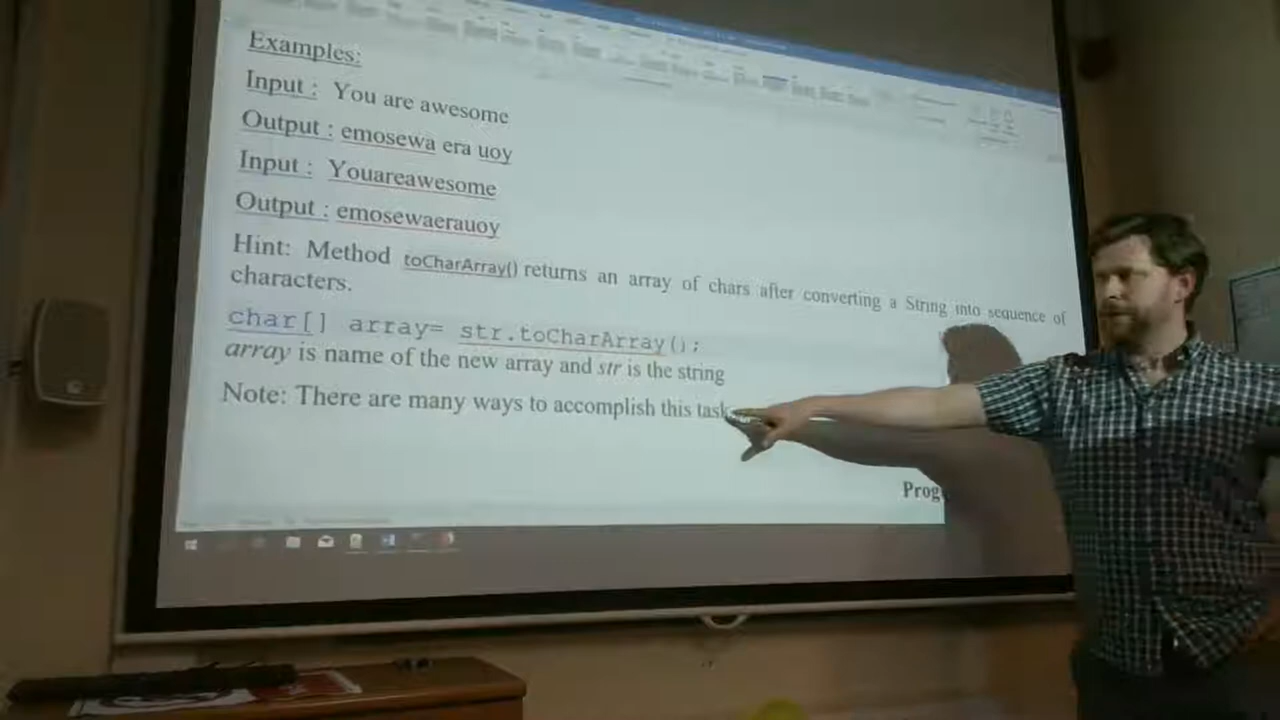 Examples:
Input : You are awesome
Output : emosewa era uoy
Input : Youareawesome
Output : emosewaerauoy
Hint: Method toCharArray() returns an array of chars after converting a String into sequence of
characters.
char[] array= str.toCharArray();
array is name of the new array and str is the string
Note: There are many ways to accomplish this task
Prog